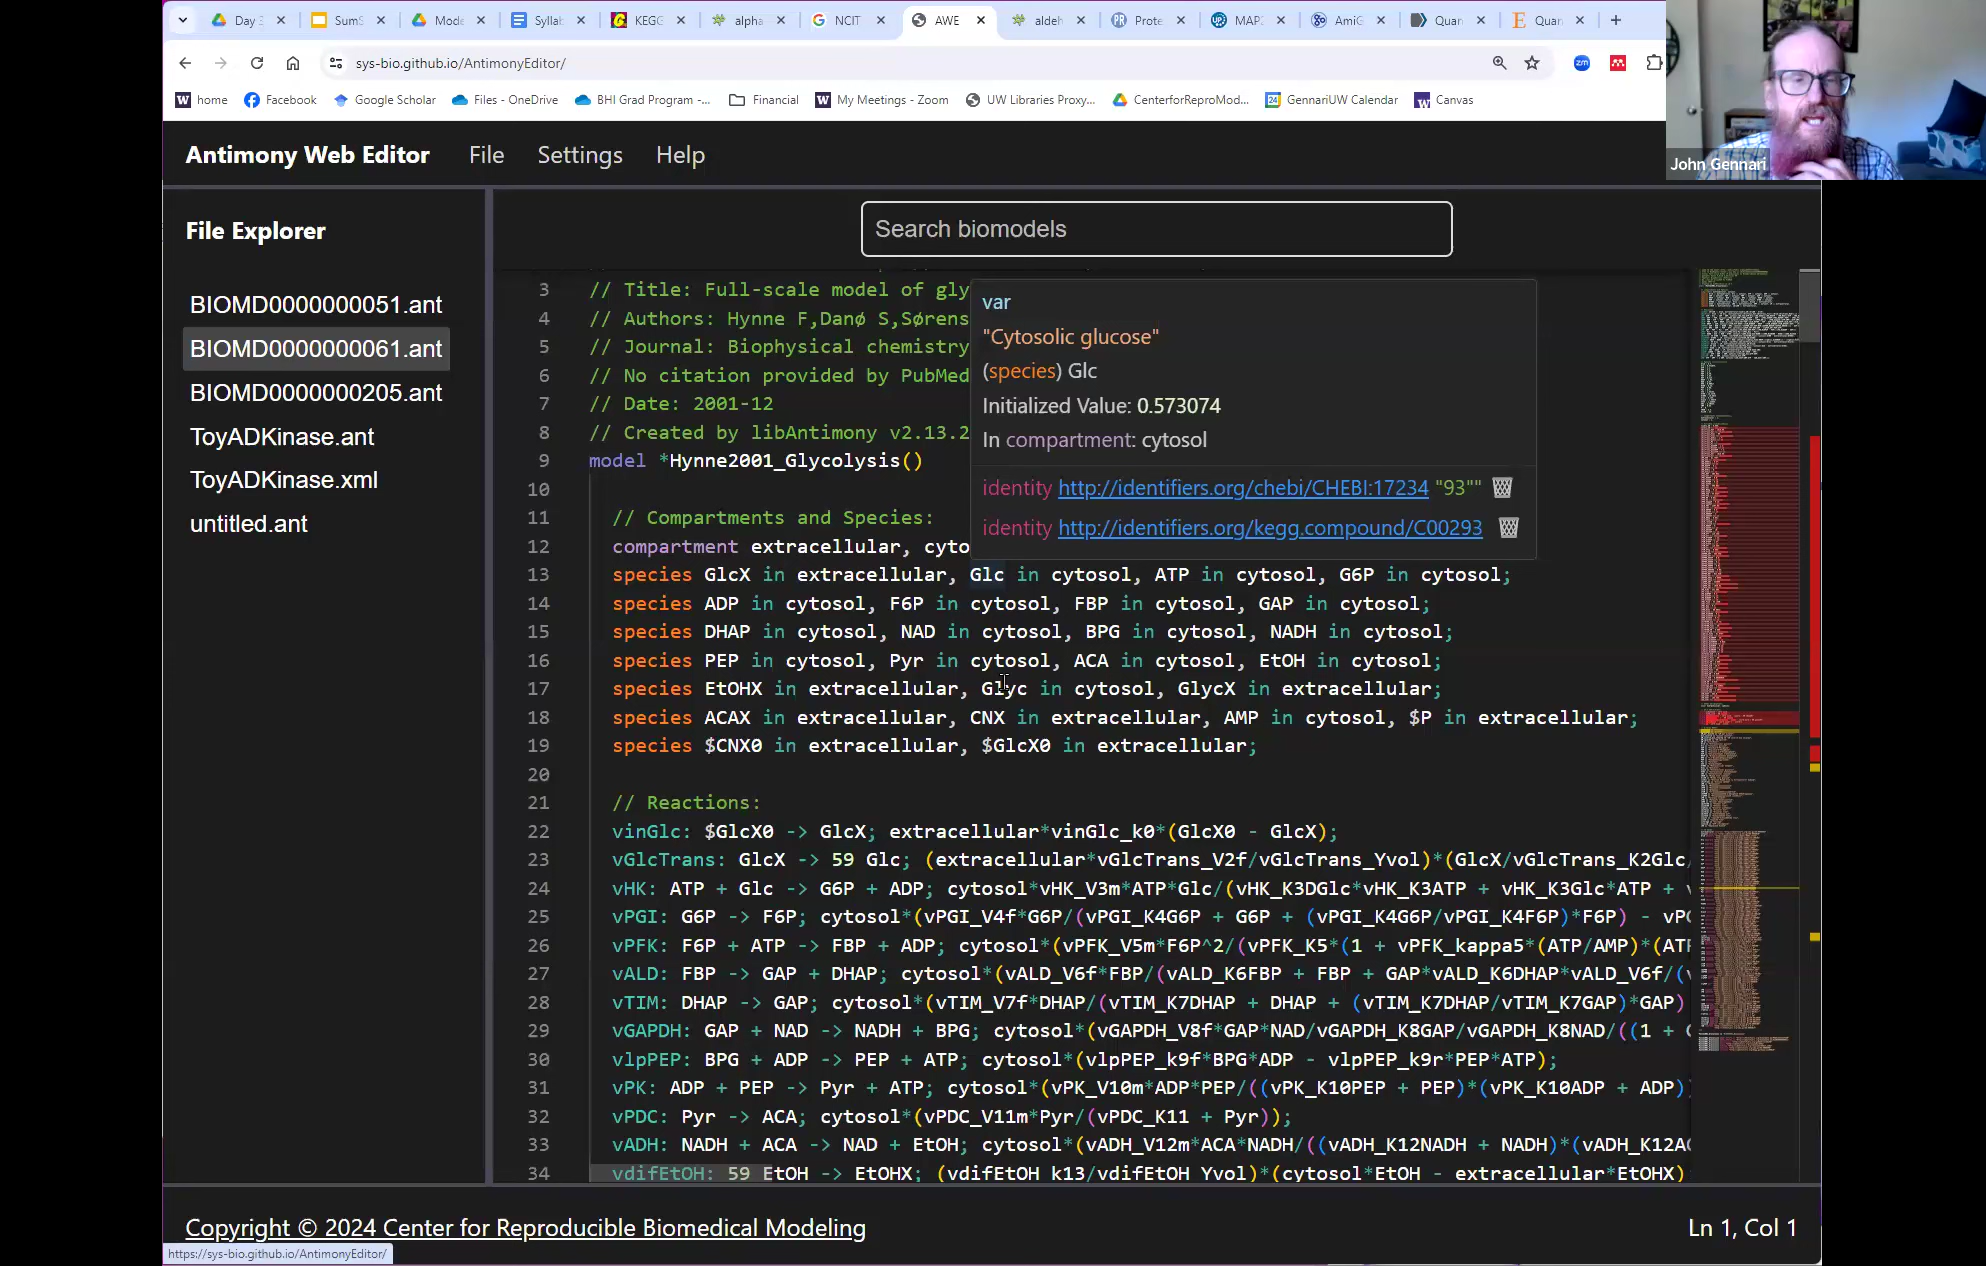 Day
SumS
Mode
Syllab
KEGG
alpha
NCIT
AWE
aldeh
Prote
MAP
AmiG
Quan
Quan
sys-bio.github.io/AntimonyEditor/
home
Facebook
Google Scholar
Files - OneDrive
BHI Grad Program -...
Financial
My Meetings - Zoom
UW Libraries Proxy...
CenterforReproMod...
GennariUW Calendar
Canvas
John Gennari
Antimony Web Editor File Settings Help
File Explorer
BIOMD0000000051.ant
BIOMD0000000061.ant
BIOMD0000000205.ant
ToyADKinase.ant
ToyADKinase.xml
untitled.ant
Search biomodels
3 // Title: Full-scale model of gly
4 // Authors: Hynne F,Danø S,Sørens
5 // Journal: Biophysical chemistry
6 // No citation provided by PubMed
7 // Date: 2001-12
8 // Created by libAntimony v2.13.2
9 model *Hynne2001_Glycolysis()
var
"Cytosolic glucose"
(species) Glc
Initialized Value: 0.573074
In compartment: cytosol
identity http://identifiers.org/chebi/CHEBI:17234 "93""
identity http://identifiers.org/kegg.compound/C00293
10
11 // Compartments and Species:
12 compartment extracellular, cyto
13 species GlcX in extracellular, Glc in cytosol, ATP in cytosol, G6P in cytosol;
14 species ADP in cytosol, F6P in cytosol, FBP in cytosol, GAP in cytosol;
15 species DHAP in cytosol, NAD in cytosol, BPG in cytosol, NADH in cytosol;
16 species PEP in cytosol, Pyr in cytosol, ACA in cytosol, EtOH in cytosol;
17 species EtOHX in extracellular, Glyc in cytosol, GlycX in extracellular;
18 species ACAX in extracellular, CNX in extracellular, AMP in cytosol, $P in extracellular;
19 species $CNX0 in extracellular, $GlcX0 in extracellular;
20
21 // Reactions:
22 vinGlc: $GlcX0 -> GlcX; extracellular*vinGlc_k0*(GlcX0 - GlcX);
23 vGlcTrans: GlcX -> 59 Glc; (extracellular*vGlcTrans_V2f/vGlcTrans_Yvol)*(GlcX/vGlcTrans_K2Glc/
24 vHK: ATP + Glc -> G6P + ADP; cytosol*vHK_V3m*ATP*Glc/(vHK_K3DGlc*vHK_K3ATP + vHK_K3Glc*ATP + v
25 vPGI: G6P -> F6P; cytosol*(vPGI_V4f*G6P/(vPGI_K4G6P + G6P + (vPGI_K4G6P/vPGI_K4F6P)*F6P) - vPG
26 vPFK: F6P + ATP -> FBP + ADP; cytosol*(vPFK_V5m*F6P^2/(vPFK_K5*(1 + vPFK_kappa5*(ATP/AMP)*(ATP
27 vALD: FBP -> GAP + DHAP; cytosol*(vALD_V6f*FBP/(vALD_K6FBP + FBP + GAP*vALD_K6DHAP*vALD_V6f/(v
28 vTIM: DHAP -> GAP; cytosol*(vTIM_V7f*DHAP/(vTIM_K7DHAP + DHAP + (vTIM_K7DHAP/vTIM_K7GAP)*GAP)
29 vGAPDH: GAP + NAD -> NADH + BPG; cytosol*(vGAPDH_V8f*GAP*NAD/vGAPDH_K8GAP/vGAPDH_K8NAD/((1 + G
30 vlpPEP: BPG + ADP -> PEP + ATP; cytosol*(vlpPEP_k9f*BPG*ADP - vlpPEP_k9r*PEP*ATP);
31 vPK: ADP + PEP -> Pyr + ATP; cytosol*(vPK_V10m*ADP*PEP/((vPK_K10PEP + PEP)*(vPK_K10ADP + ADP))
32 vPDC: Pyr -> ACA; cytosol*(vPDC_V11m*Pyr/(vPDC_K11 + Pyr));
33 vADH: NADH + ACA -> NAD + EtOH; cytosol*(vADH_V12m*ACA*NADH/((vADH_K12NADH + NADH)*(vADH_K12AC
34 vdifEtOH: 59 EtOH -> EtOHX; (vdifEtOH_k13/vdifEtOH_Yvol)*(cytosol*EtOH - extracellular*EtOHX)
Copyright © 2024 Center for Reproducible Biomedical Modeling
Ln 1, Col 1
https://sys-bio.github.io/AntimonyEditor/